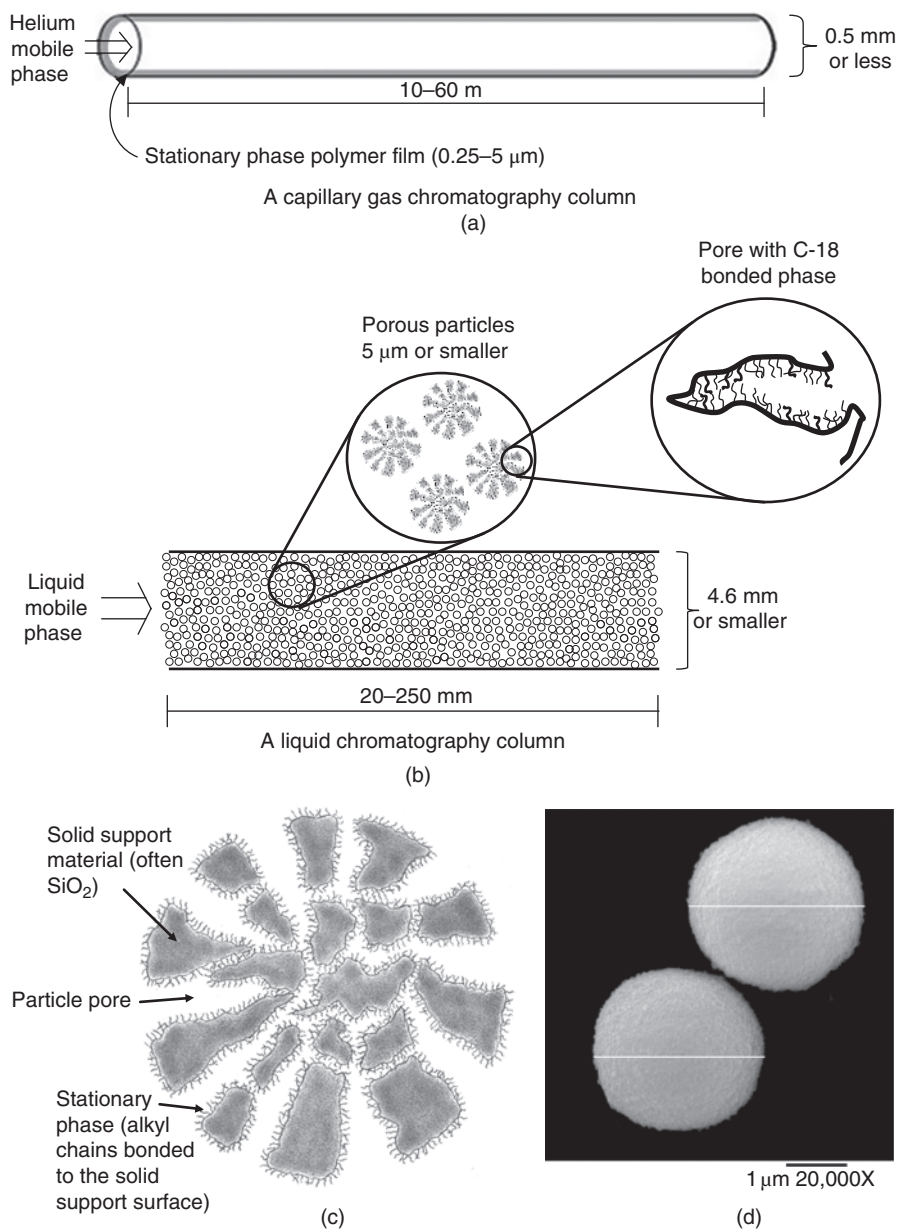 Helium
mobile
phase
0.5 mm
or less
10–60 m
Stationary phase polymer film (0.25–5 μm)
A capillary gas chromatography column
(a)
Pore with C-18
bonded phase
Porous particles
5 μm or smaller
Liquid
mobile
phase
4.6 mm
or smaller
20–250 mm
A liquid chromatography column
(b)
Solid support
material (often
SiO₂)
Particle pore
Stationary
phase (alkyl
chains bonded
to the solid
support surface)
(c)
1 μm 20,000X
(d)